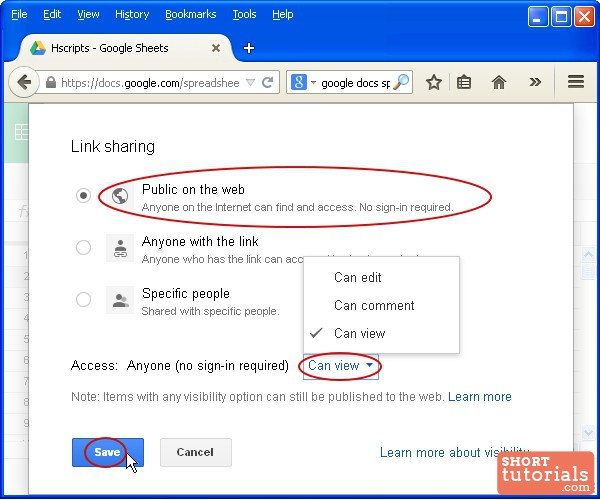 File Edit View History Bookmarks Tools Help
Hscripts - Google Sheets
https://docs.google.com/spreadshee
google docs sp
Link sharing
Public on the web
Anyone on the Internet can find and access. No sign-in required.
Anyone with the link
Anyone who has the link can
Can edit
Specific people
Can comment
Shared with specific people.
Can view
Access: Anyone (no sign-in required) Can view
Note: Items with any visibility option can still be published to the web. Learn more
Save Cancel
Learn more about visibility
SHORT
tutorials
.com